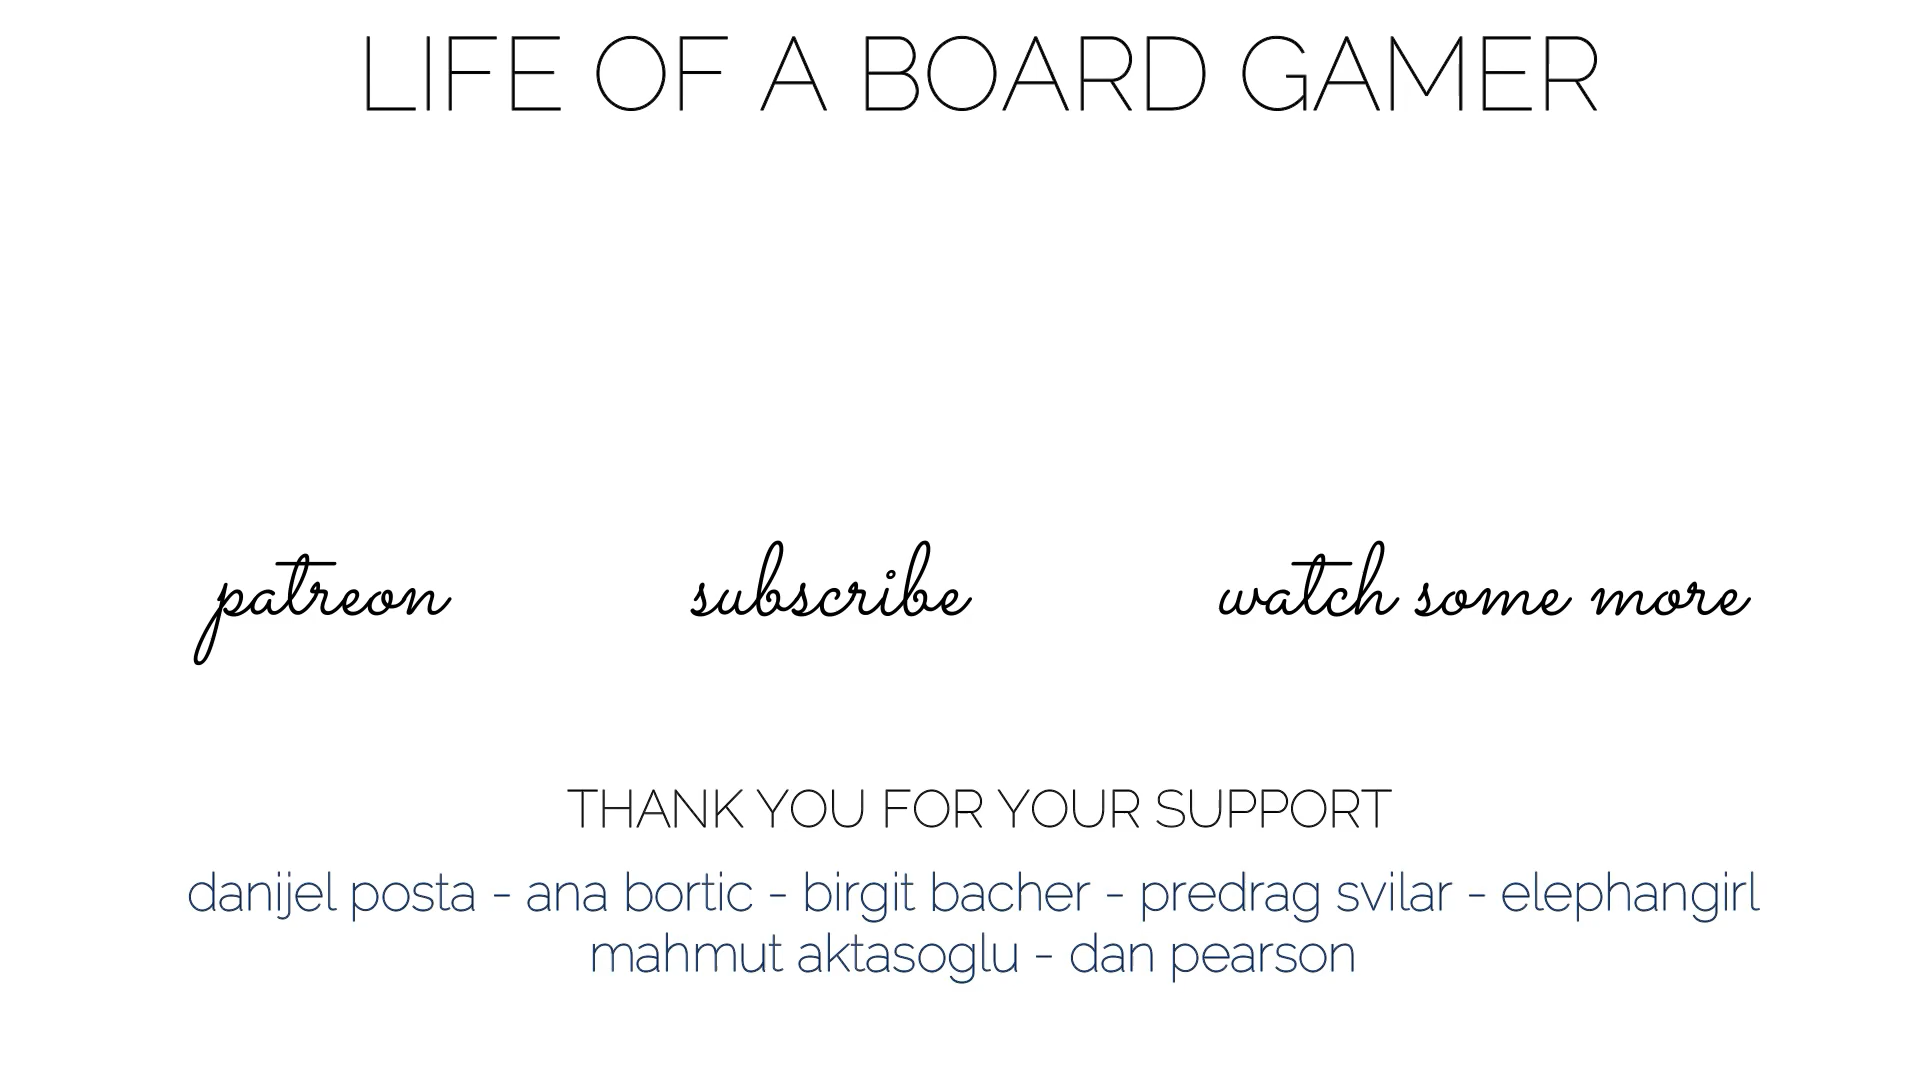 LIFE OF A BOARD GAMER
patreon subscribe watch some more
THANK YOU FOR YOUR SUPPORT
danijel posta - ana bortic - birgit bacher - predrag svilar - elephangirl
mahmut aktasoglu - dan pearson